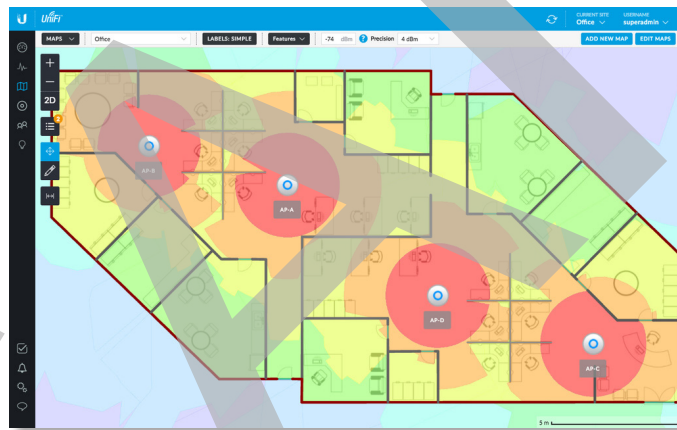 UniFi
CURRENT SITE
Office
USERNAME
superadmin
MAPS
Office
LABELS: SIMPLE
Features
-74 dBm
? Precision
4 dBm
ADD NEW MAP
EDIT MAPS
2D
2
AP-B
AP-A
AP-D
AP-C
5 m